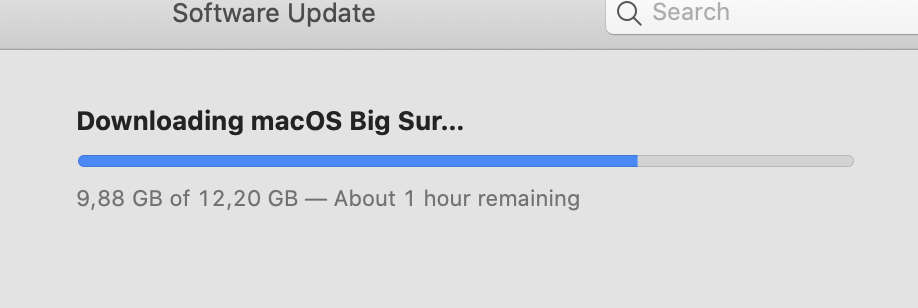 Software Update
Search
Downloading macOS Big Sur...
9,88 GB of 12,20 GB — About 1 hour remaining